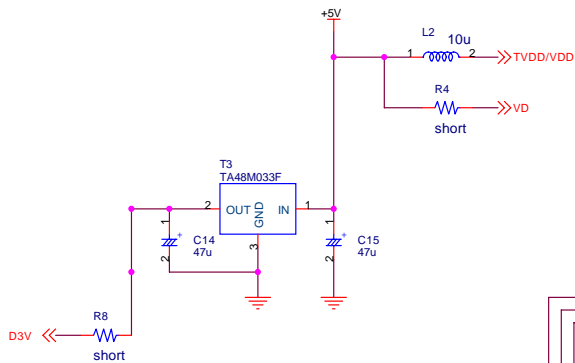 +5V
L2
10u
1
2
TVDD/VDD
R4
VD
short
T3
TA48M033F
2
OUT
GND
IN
1
3
1
+
C14
2
47u
1
+
C15
2
47u
R8
D3V
short